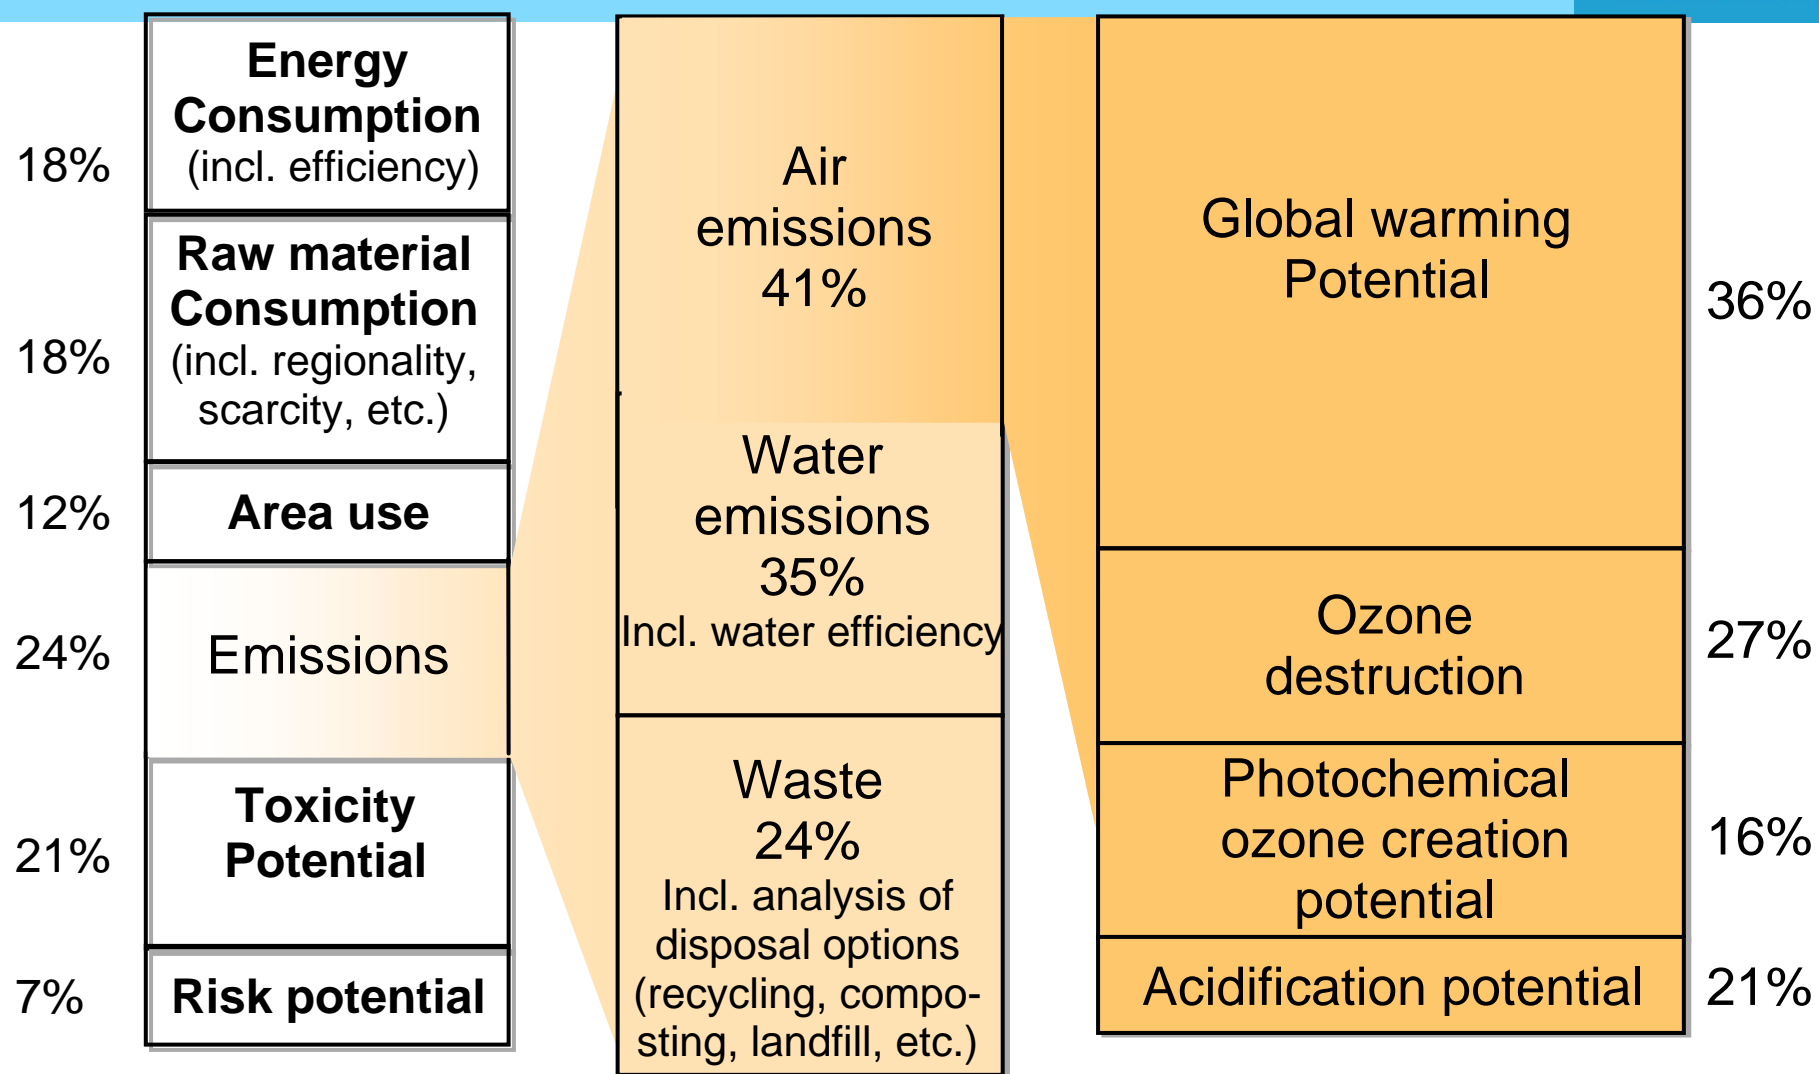 18%
Energy
Consumption
(incl. efficiency)
18%
Raw material
Consumption
(incl. regionality,
scarcity, etc.)
12%
Area use
24%
Emissions
21%
Toxicity
Potential
7%
Risk potential
Air
emissions
41%
Water
emissions
35%
Incl. water efficiency
Waste
24%
Incl. analysis of
disposal options
(recycling, compo-
sting, landfill, etc.)
Global warming
Potential
36%
Ozone
destruction
27%
Photochemical
ozone creation
potential
16%
Acidification potential
21%